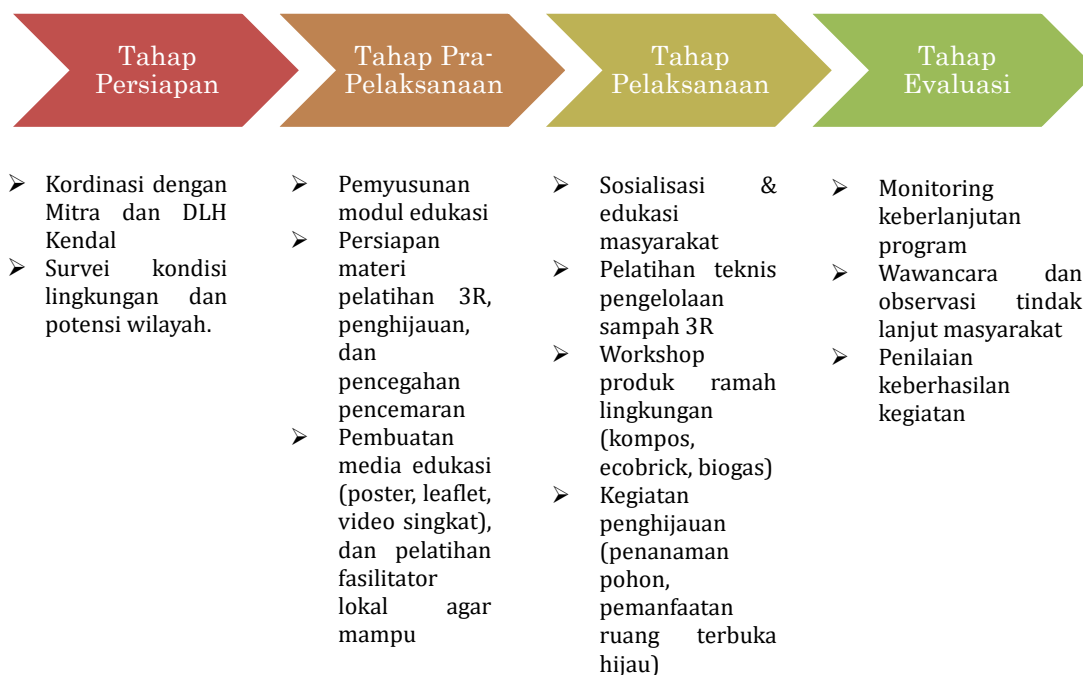 Tahap
Persiapan
Tahap Pra-
Pelaksanaan
Tahap
Pelaksanaan
Tahap
Evaluasi
➢ Kordinasi dengan
Mitra dan DLH
Kendal
➢ Survei kondisi
lingkungan dan
potensi wilayah.
➢ Pemyusunan
modul edukasi
➢ Persiapan
materi
pelatihan 3R,
penghijauan,
dan
pencegahan
pencemaran
➢ Pembuatan
media edukasi
(poster, leaflet,
video singkat),
dan pelatihan
fasilitator
lokal agar
mampu
➢ Sosialisasi &
edukasi
masyarakat
➢ Pelatihan teknis
pengelolaan
sampah 3R
➢ Workshop
produk ramah
lingkungan
(kompos,
ecobrick, biogas)
➢ Kegiatan
penghijauan
(penanaman
pohon,
pemanfaatan
ruang terbuka
hijau)
➢ Monitoring
keberlanjutan
program
➢ Wawancara dan
observasi tindak
lanjut masyarakat
➢ Penilaian
keberhasilan
kegiatan